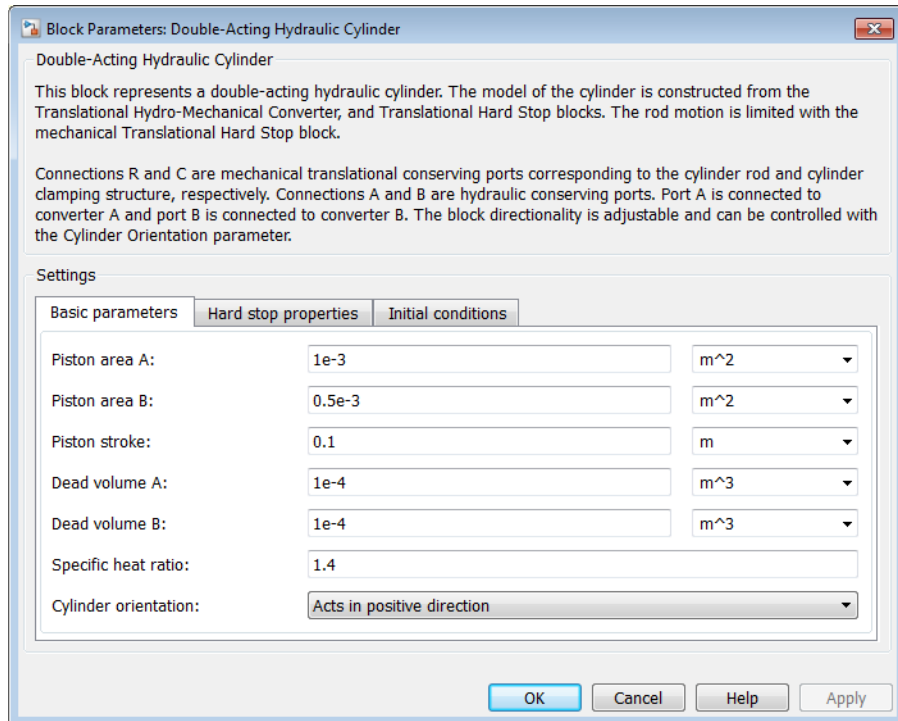 Block Parameters: Double-Acting Hydraulic Cylinder
Double-Acting Hydraulic Cylinder
This block represents a double-acting hydraulic cylinder. The model of the cylinder is constructed from the
Translational Hydro-Mechanical Converter, and Translational Hard Stop blocks. The rod motion is limited with the
mechanical Translational Hard Stop block.
Connections R and C are mechanical translational conserving ports corresponding to the cylinder rod and cylinder
clamping structure, respectively. Connections A and B are hydraulic conserving ports. Port A is connected to
converter A and port B is connected to converter B. The block directionality is adjustable and can be controlled with
the Cylinder Orientation parameter.
Settings
Basic parameters Hard stop properties Initial conditions
Piston area A: 1e-3 m^2
Piston area B: 0.5e-3 m^2
Piston stroke: 0.1 m
Dead volume A: 1e-4 m^3
Dead volume B: 1e-4 m^3
Specific heat ratio: 1.4
Cylinder orientation: Acts in positive direction
OK Cancel Help Apply